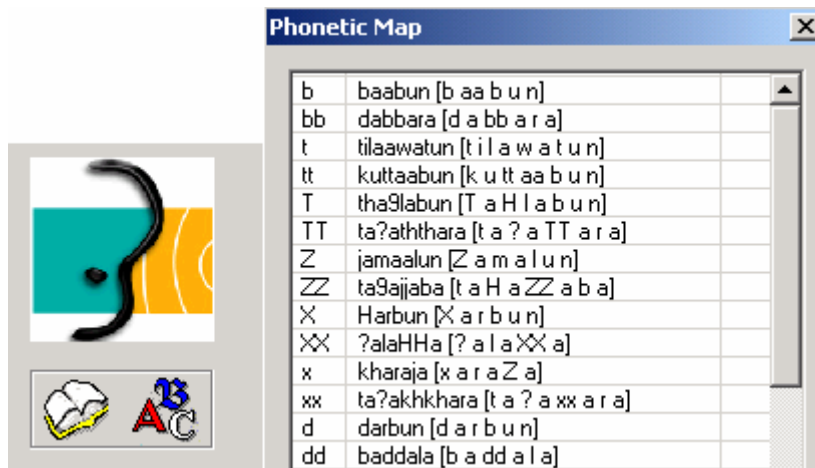 Phonetic Map
b baabun [b aa b u n]
bb dabbara [d a bb a r a]
t tilaawatun [t i l a w a t u n]
tt kuttaabun [k u tt aa b u n]
T tha9labun [T a H l a b u n]
TT ta?aththara [t a ? a TT a r a]
Z jamaalun [Z a m a l u n]
ZZ ta9ajjaba [t a H a ZZ a b a]
X Harbun [X a r b u n]
XX ?alaHHa [? a l a XX a]
x kharaja [x a r a Z a]
xx ta?akhkhara [t a ? a xx a r a]
d darbun [d a r b u n]
dd baddala [b a dd a l a]
A B C